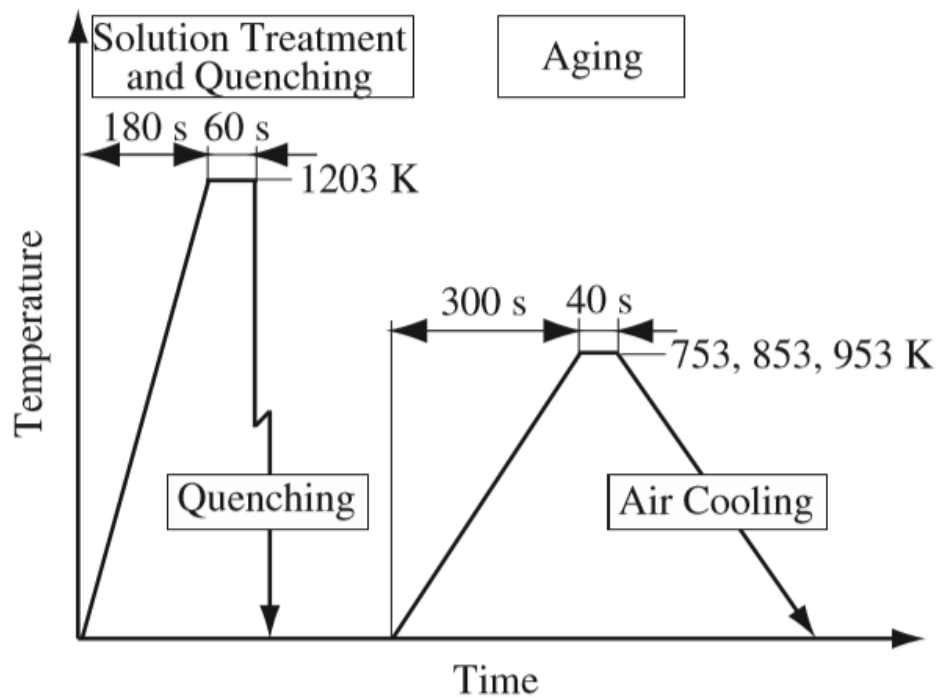 Solution Treatment
and Quenching
Aging
180 s 60 s
1203 K
300 s 40 s
753, 853, 953 K
Temperature
Quenching
Air Cooling
Time